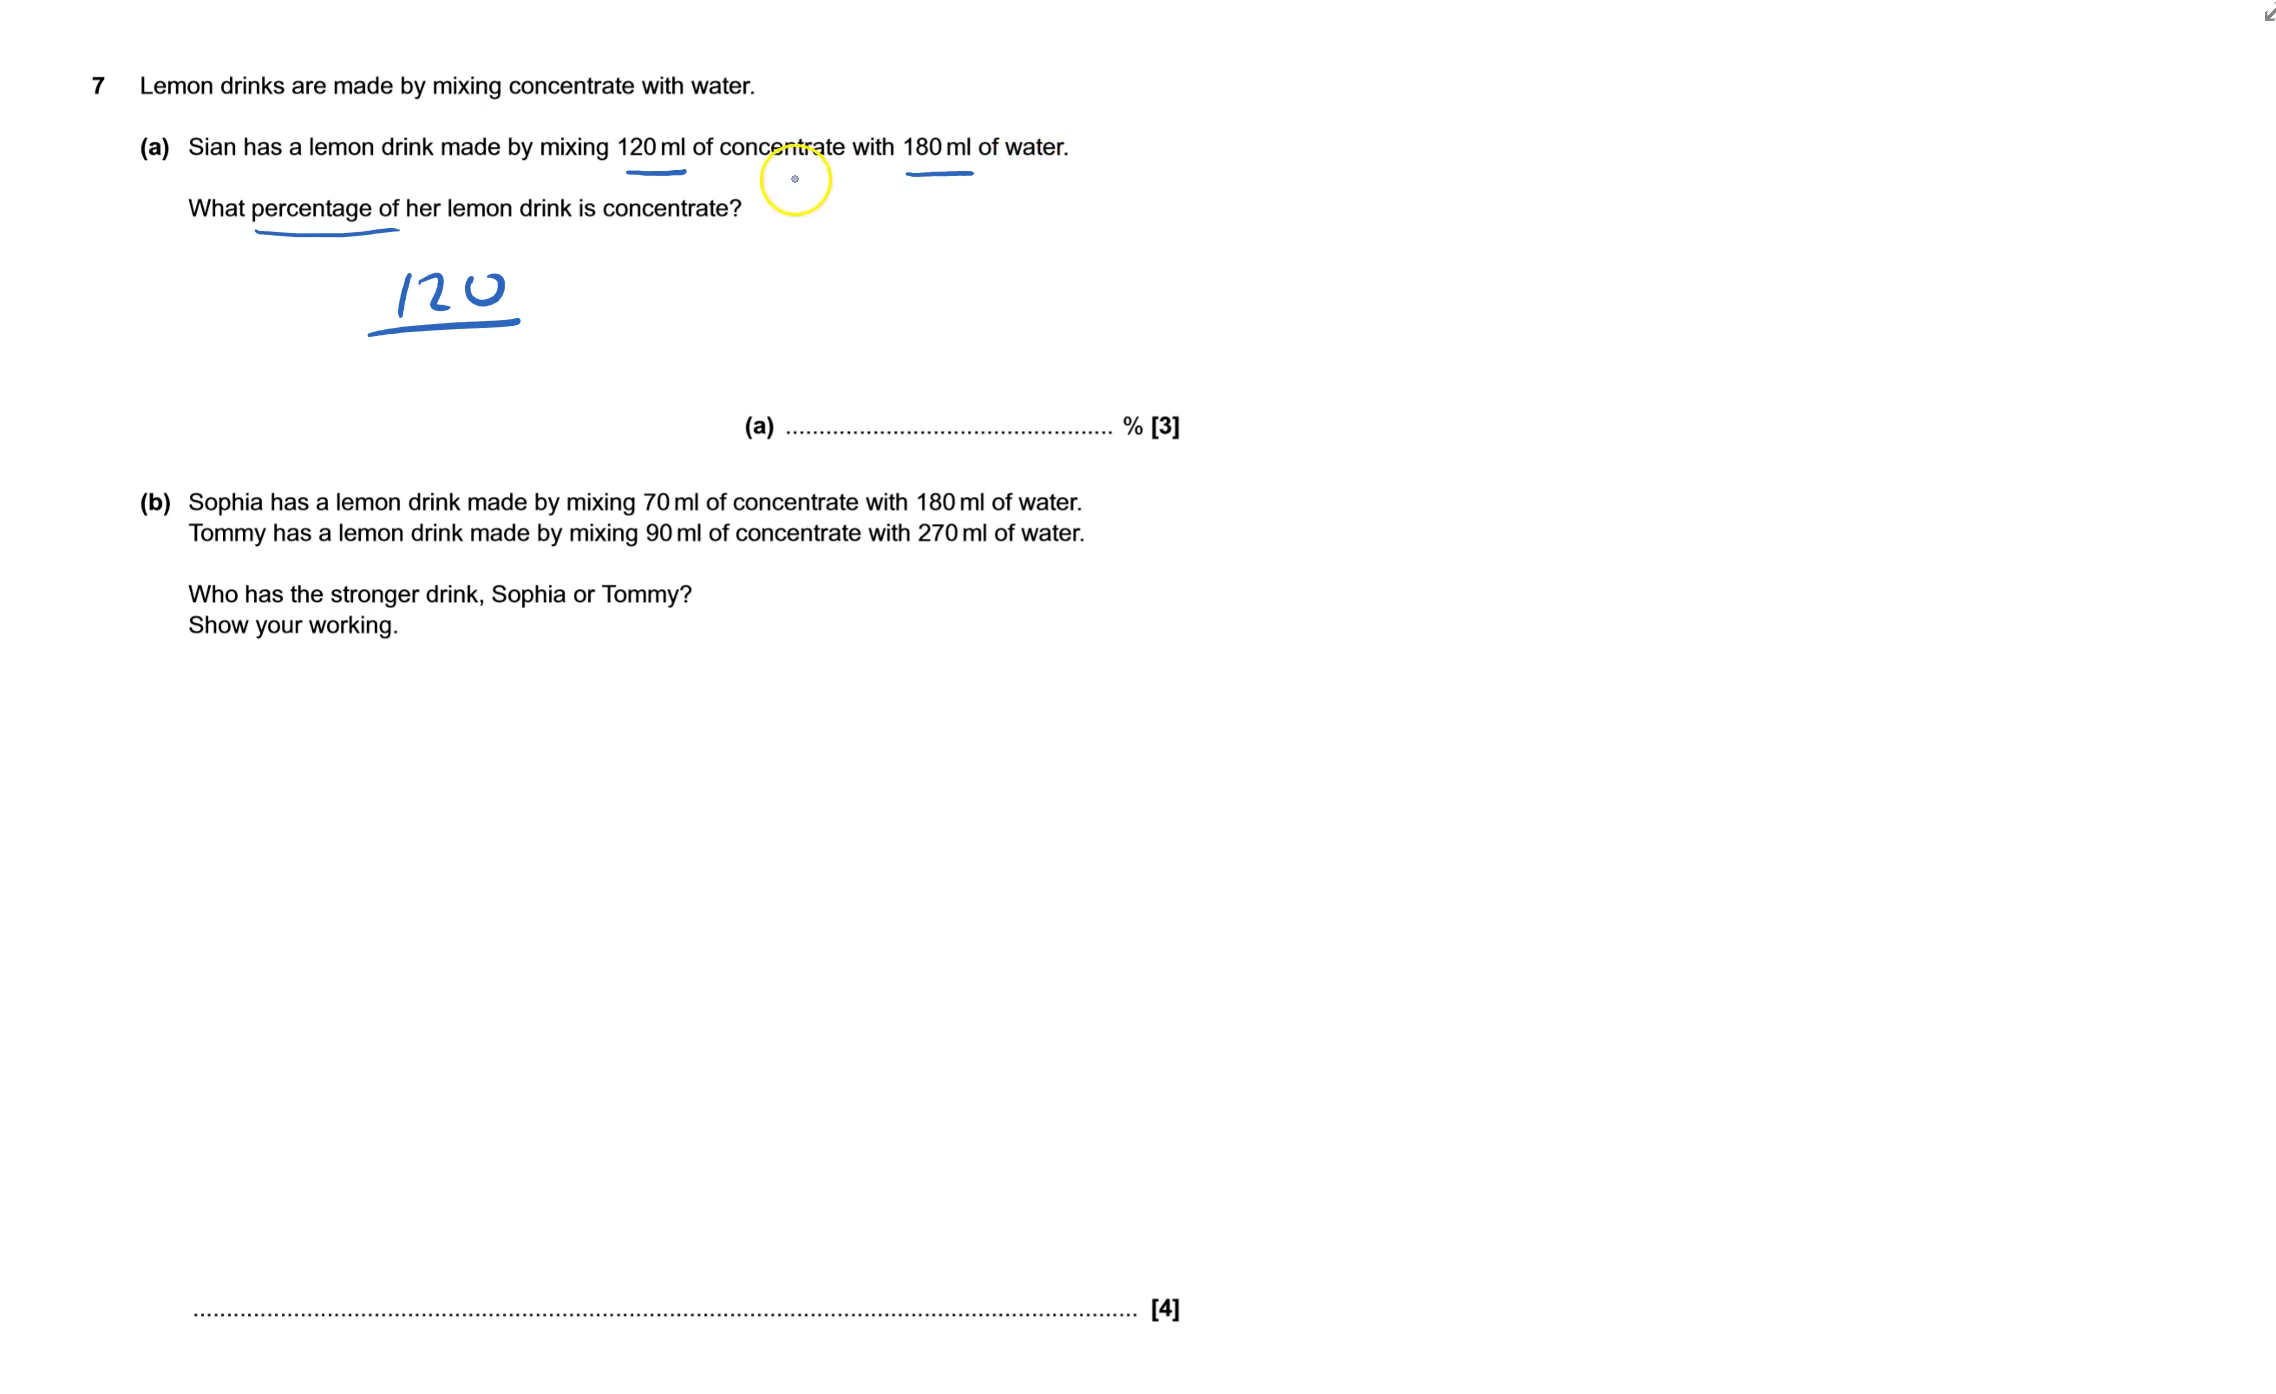 7 Lemon drinks are made by mixing concentrate with water.
(a) Sian has a lemon drink made by mixing 120 ml of concentrate with 180 ml of water.
What percentage of her lemon drink is concentrate?
120
(a) ................................................. % [3]
(b) Sophia has a lemon drink made by mixing 70 ml of concentrate with 180 ml of water.
Tommy has a lemon drink made by mixing 90 ml of concentrate with 270 ml of water.
Who has the stronger drink, Sophia or Tommy?
Show your working.
.............................................................................................................................................. [4]